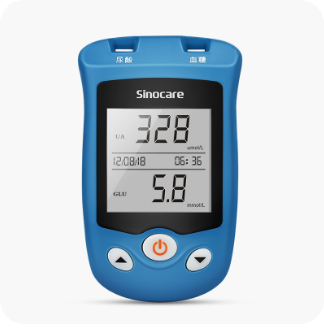 尿酸 血糖
Sinocare
UA 328
umol/L
12:08/18 06:36
GLU 5.8
mmol/L